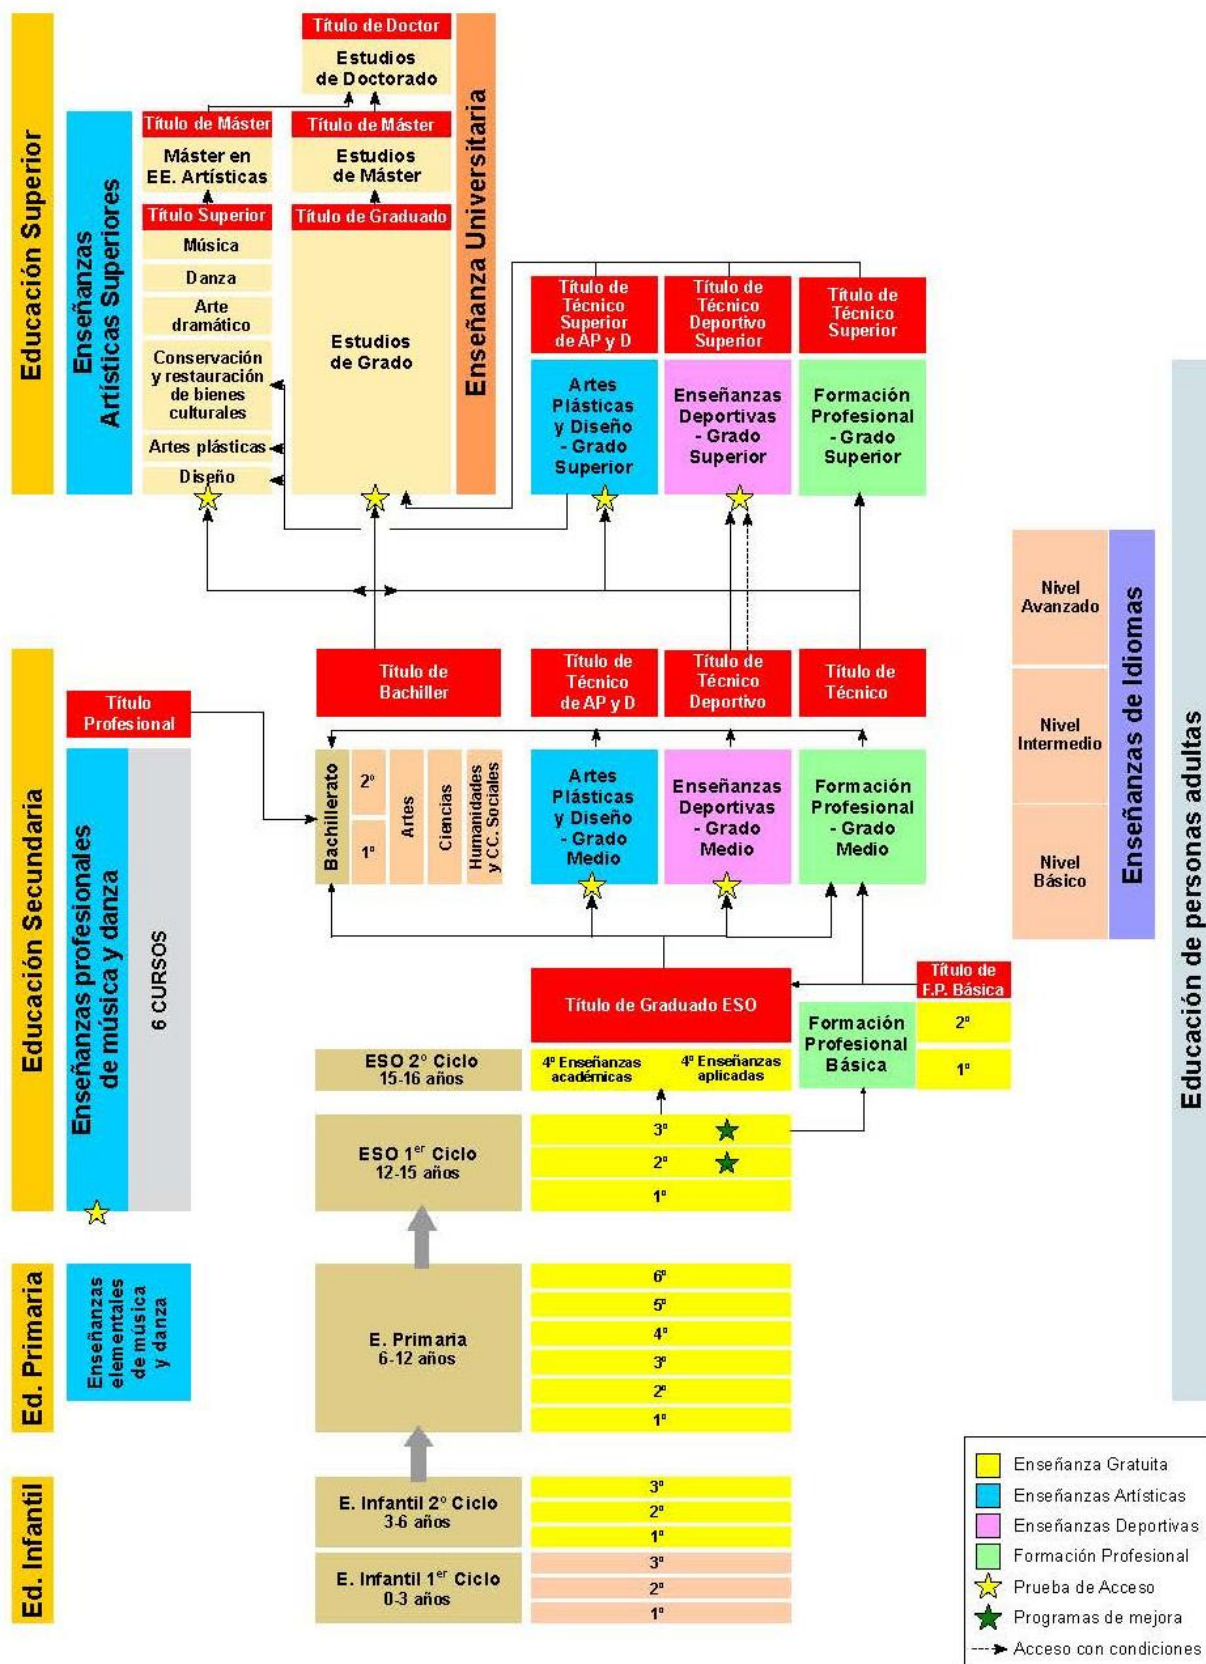 Educación Superior
Enseñanzas
Artísticas Superiores
Título de Doctor
Estudios
de Doctorado
Enseñanza Universitaria
Título de Máster
Máster en
EE. Artísticas
Título Superior
Música
Danza
Arte
dramático
Conservación
y restauración
de bienes
culturales
Artes plásticas
Diseño
Título de Máster
Estudios
de Máster
Título de Graduado
Estudios
de Grado
Título de
Técnico
Superior
de AP y D
Artes
Plásticas
y Diseño
- Grado
Superior
Título de
Técnico
Deportivo
Superior
Enseñanzas
Deportivas
- Grado
Superior
Título de
Técnico
Superior
Formación
Profesional
- Grado
Superior
Nivel
Avanzado
Nivel
Intermedio
Nivel
Básico
Enseñanzas de Idiomas
Educación de personas adultas
Educación Secundaria
Título
Profesional
Enseñanzas profesionales
de música y danza
6 CURSOS
Título de
Bachiller
Bachillerato
2º
1º
Artes
Ciencias
Humanidades
y CC. Sociales
Título de
Técnico
de AP y D
Artes
Plásticas
y Diseño
- Grado
Medio
Título de
Técnico
Deportivo
Enseñanzas
Deportivas
- Grado
Medio
Título de
Técnico
Formación
Profesional
- Grado
Medio
Título de Graduado ESO
Título de
F.P. Básica
Formación
Profesional
Básica
2º
1º
ESO 2º Ciclo
15-16 años
4º Enseñanzas
académicas
4º Enseñanzas
aplicadas
ESO 1er Ciclo
12-15 años
3º
2º
1º
Ed. Primaria
Enseñanzas
elementales
de música
y danza
E. Primaria
6-12 años
6º
5º
4º
3º
2º
1º
Ed. Infantil
E. Infantil 2º Ciclo
3-6 años
3º
2º
1º
E. Infantil 1er Ciclo
0-3 años
3º
2º
1º
Enseñanza Gratuita
Enseñanzas Artísticas
Enseñanzas Deportivas
Formación Profesional
Prueba de Acceso
Programas de mejora
Acceso con condiciones